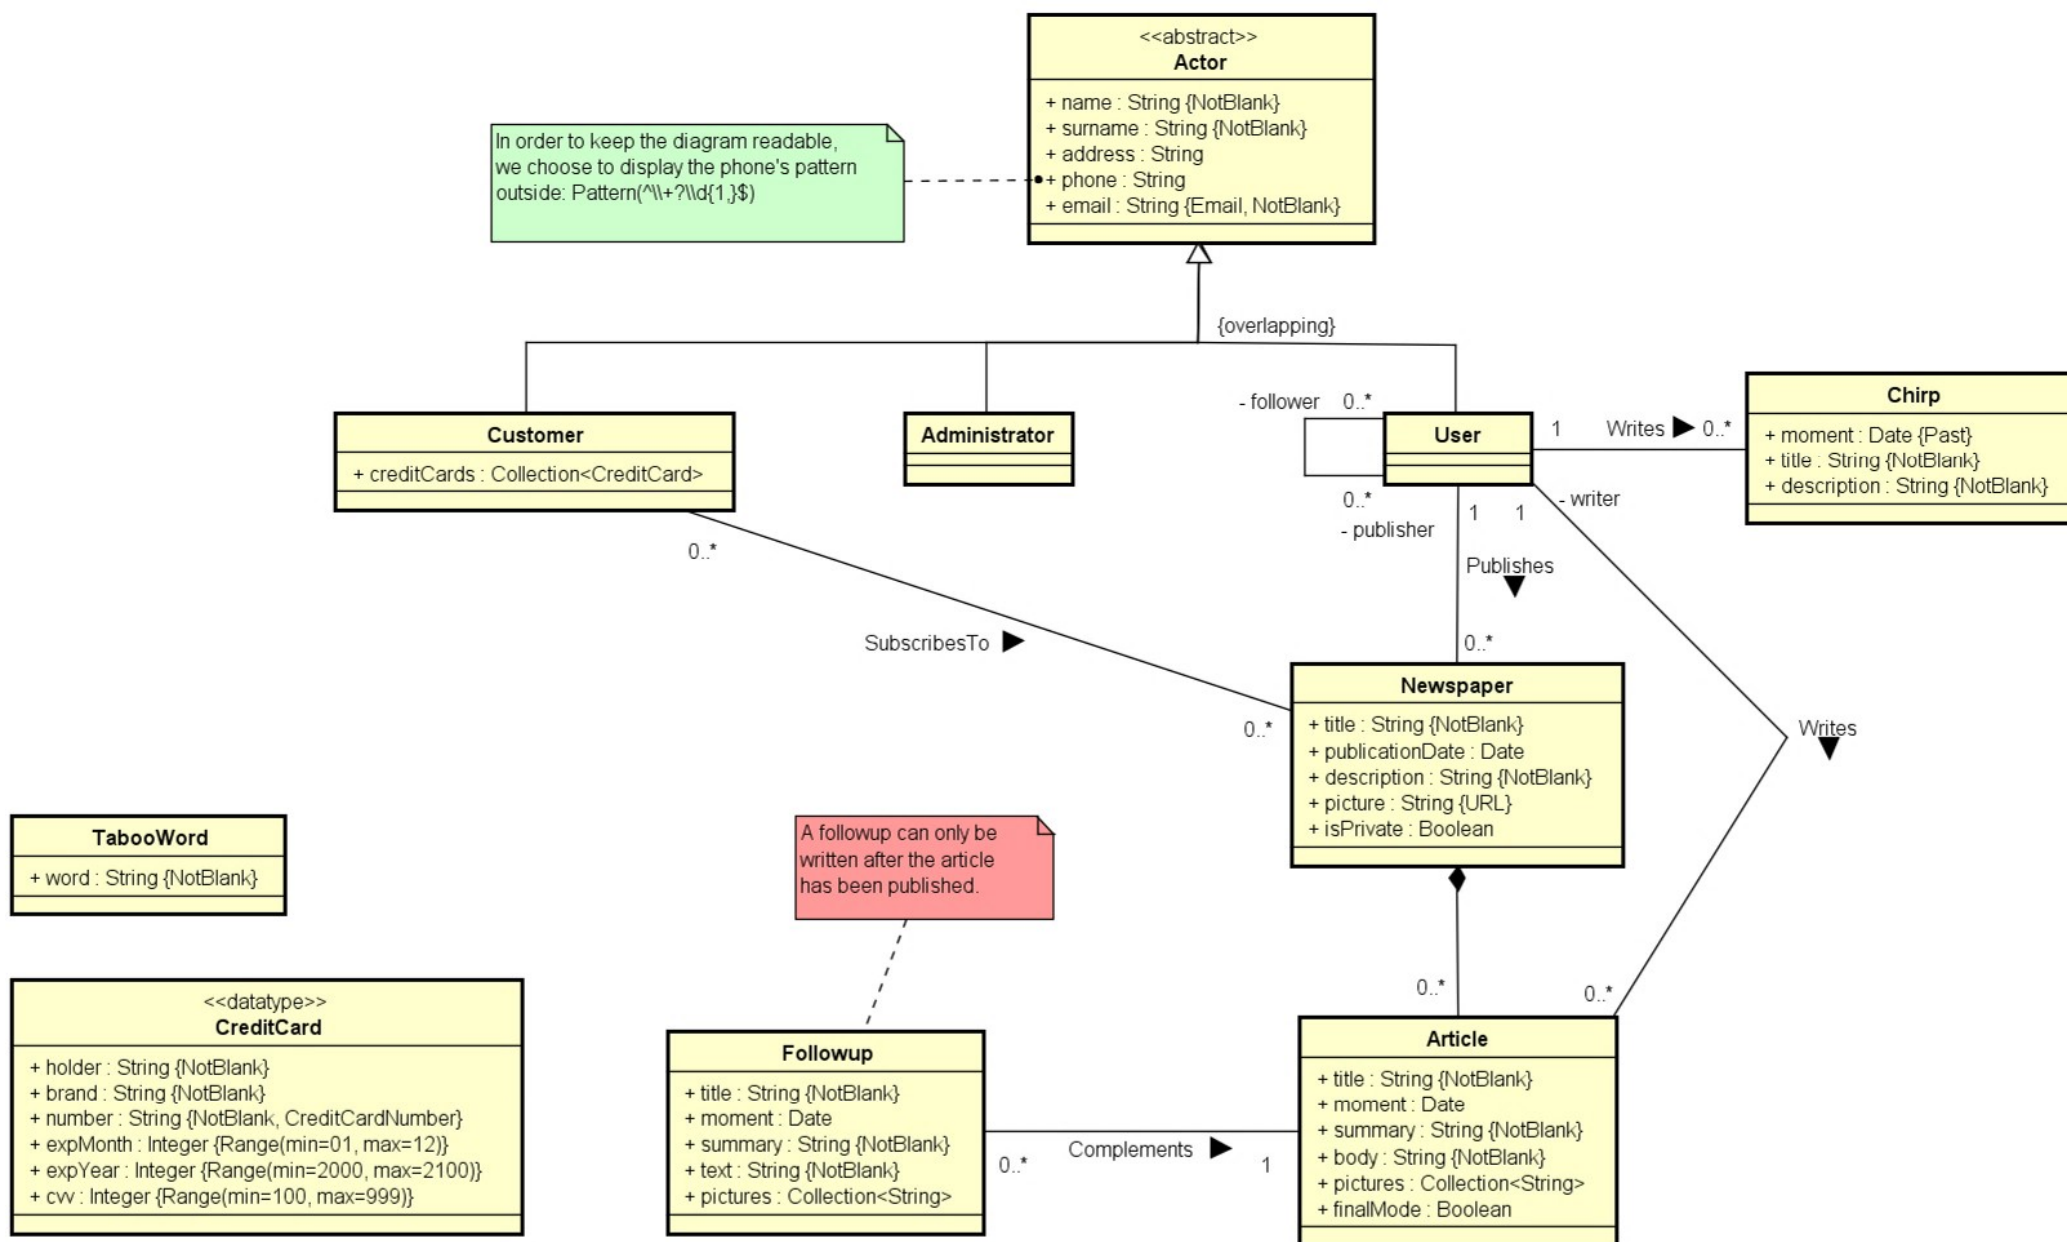 <<abstract>>
Actor
+ name : String {NotBlank}
+ surname : String {NotBlank}
+ address : String
+ phone : String
+ email : String {Email, NotBlank}
In order to keep the diagram readable,
we choose to display the phone's pattern
outside: Pattern(^\\+?\\d{1,}$)
{overlapping}
Customer
+ creditCards : Collection<CreditCard>
Administrator
- follower 0..*
User
0..*
- publisher
1 Writes 0..*
Chirp
+ moment : Date {Past}
+ title : String {NotBlank}
+ description : String {NotBlank}
1
1
- writer
Publishes
0..*
0..*
SubscribesTo
0..*
Newspaper
+ title : String {NotBlank}
+ publicationDate : Date
+ description : String {NotBlank}
+ picture : String {URL}
+ isPrivate : Boolean
Writes
TabooWord
+ word : String {NotBlank}
A followup can only be
written after the article
has been published.
0..*
0..*
<<datatype>>
CreditCard
+ holder : String {NotBlank}
+ brand : String {NotBlank}
+ number : String {NotBlank, CreditCardNumber}
+ expMonth : Integer {Range(min=01, max=12)}
+ expYear : Integer {Range(min=2000, max=2100)}
+ cvv : Integer {Range(min=100, max=999)}
Followup
+ title : String {NotBlank}
+ moment : Date
+ summary : String {NotBlank}
+ text : String {NotBlank}
+ pictures : Collection<String>
0..* Complements 1
Article
+ title : String {NotBlank}
+ moment : Date
+ summary : String {NotBlank}
+ body : String {NotBlank}
+ pictures : Collection<String>
+ finalMode : Boolean